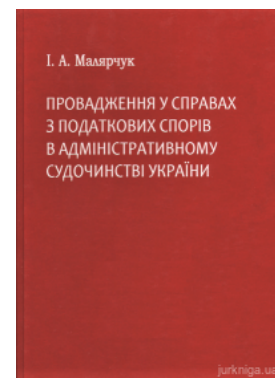 І. А. Малярчук
ПРОВАДЖЕННЯ У СПРАВАХ
З ПОДАТКОВИХ СПОРІВ
В АДМІНІСТРАТИВНОМУ
СУДОЧИНСТВІ УКРАЇНИ
jurkniga.ua